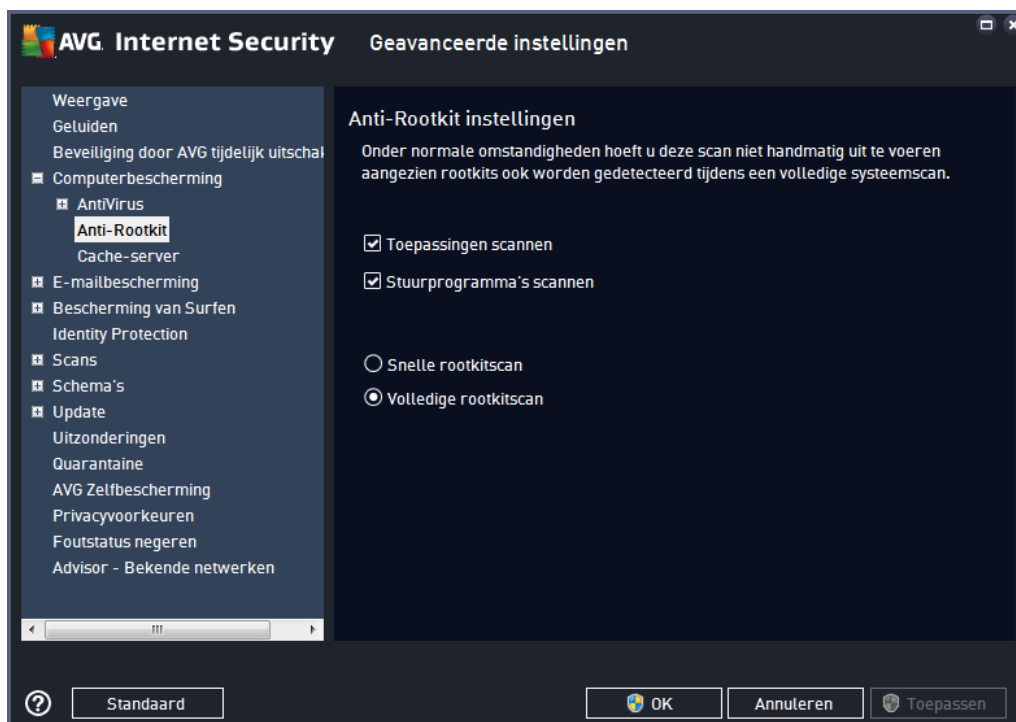 AVG. Internet Security Geavanceerde instellingen
Weergave
Geluiden
Beveiliging door AVG tijdelijk uitschal
Computerbescherming
AntiVirus
Anti-Rootkit
Cache-server
E-mailbescherming
Bescherming van Surfen
Identity Protection
Scans
Schema's
Update
Uitzonderingen
Quarantaine
AVG Zelfbescherming
Privacyvoorkeuren
Foutstatus negeren
Advisor - Bekende netwerken
Anti-Rootkit instellingen
Onder normale omstandigheden hoeft u deze scan niet handmatig uit te voeren
aangezien rootkits ook worden gedetecteerd tijdens een volledige systeemscan.
Toepassingen scannen
Stuurprogramma's scannen
Snelle rootkitscan
Volledige rootkitscan
? Standaard OK Annuleren Toepassen